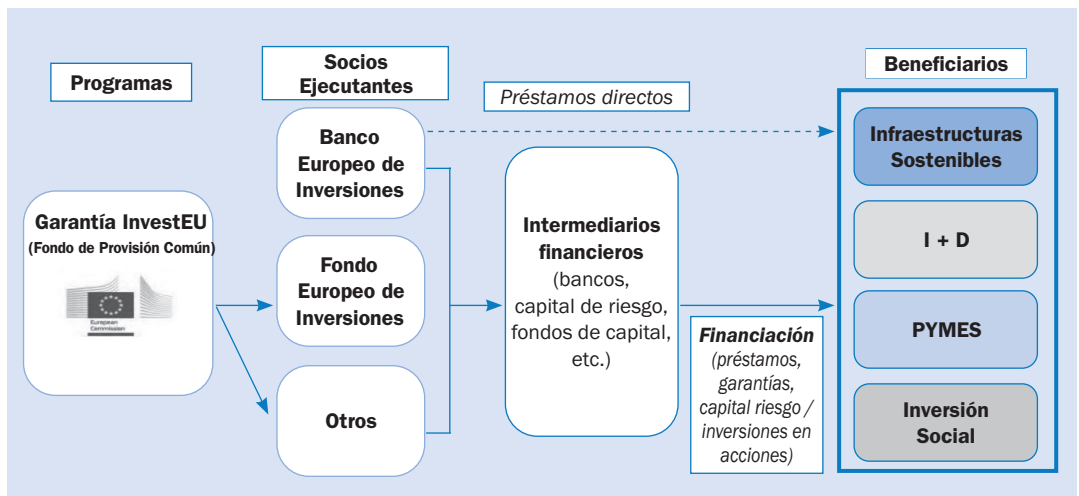 Programas
Socios
Ejecutantes
Préstamos directos
Beneficiarios
Garantía InvestEU
(Fondo de Provisión Común)
European
Commission
Banco
Europeo de
Inversiones
Fondo
Europeo de
Inversiones
Otros
Intermediarios
financieros
(bancos,
capital de riesgo,
fondos de capital,
etc.)
Financiación
(préstamos,
garantías,
capital riesgo /
inversiones en
acciones)
Infraestructuras
Sostenibles
I + D
PYMES
Inversión
Social